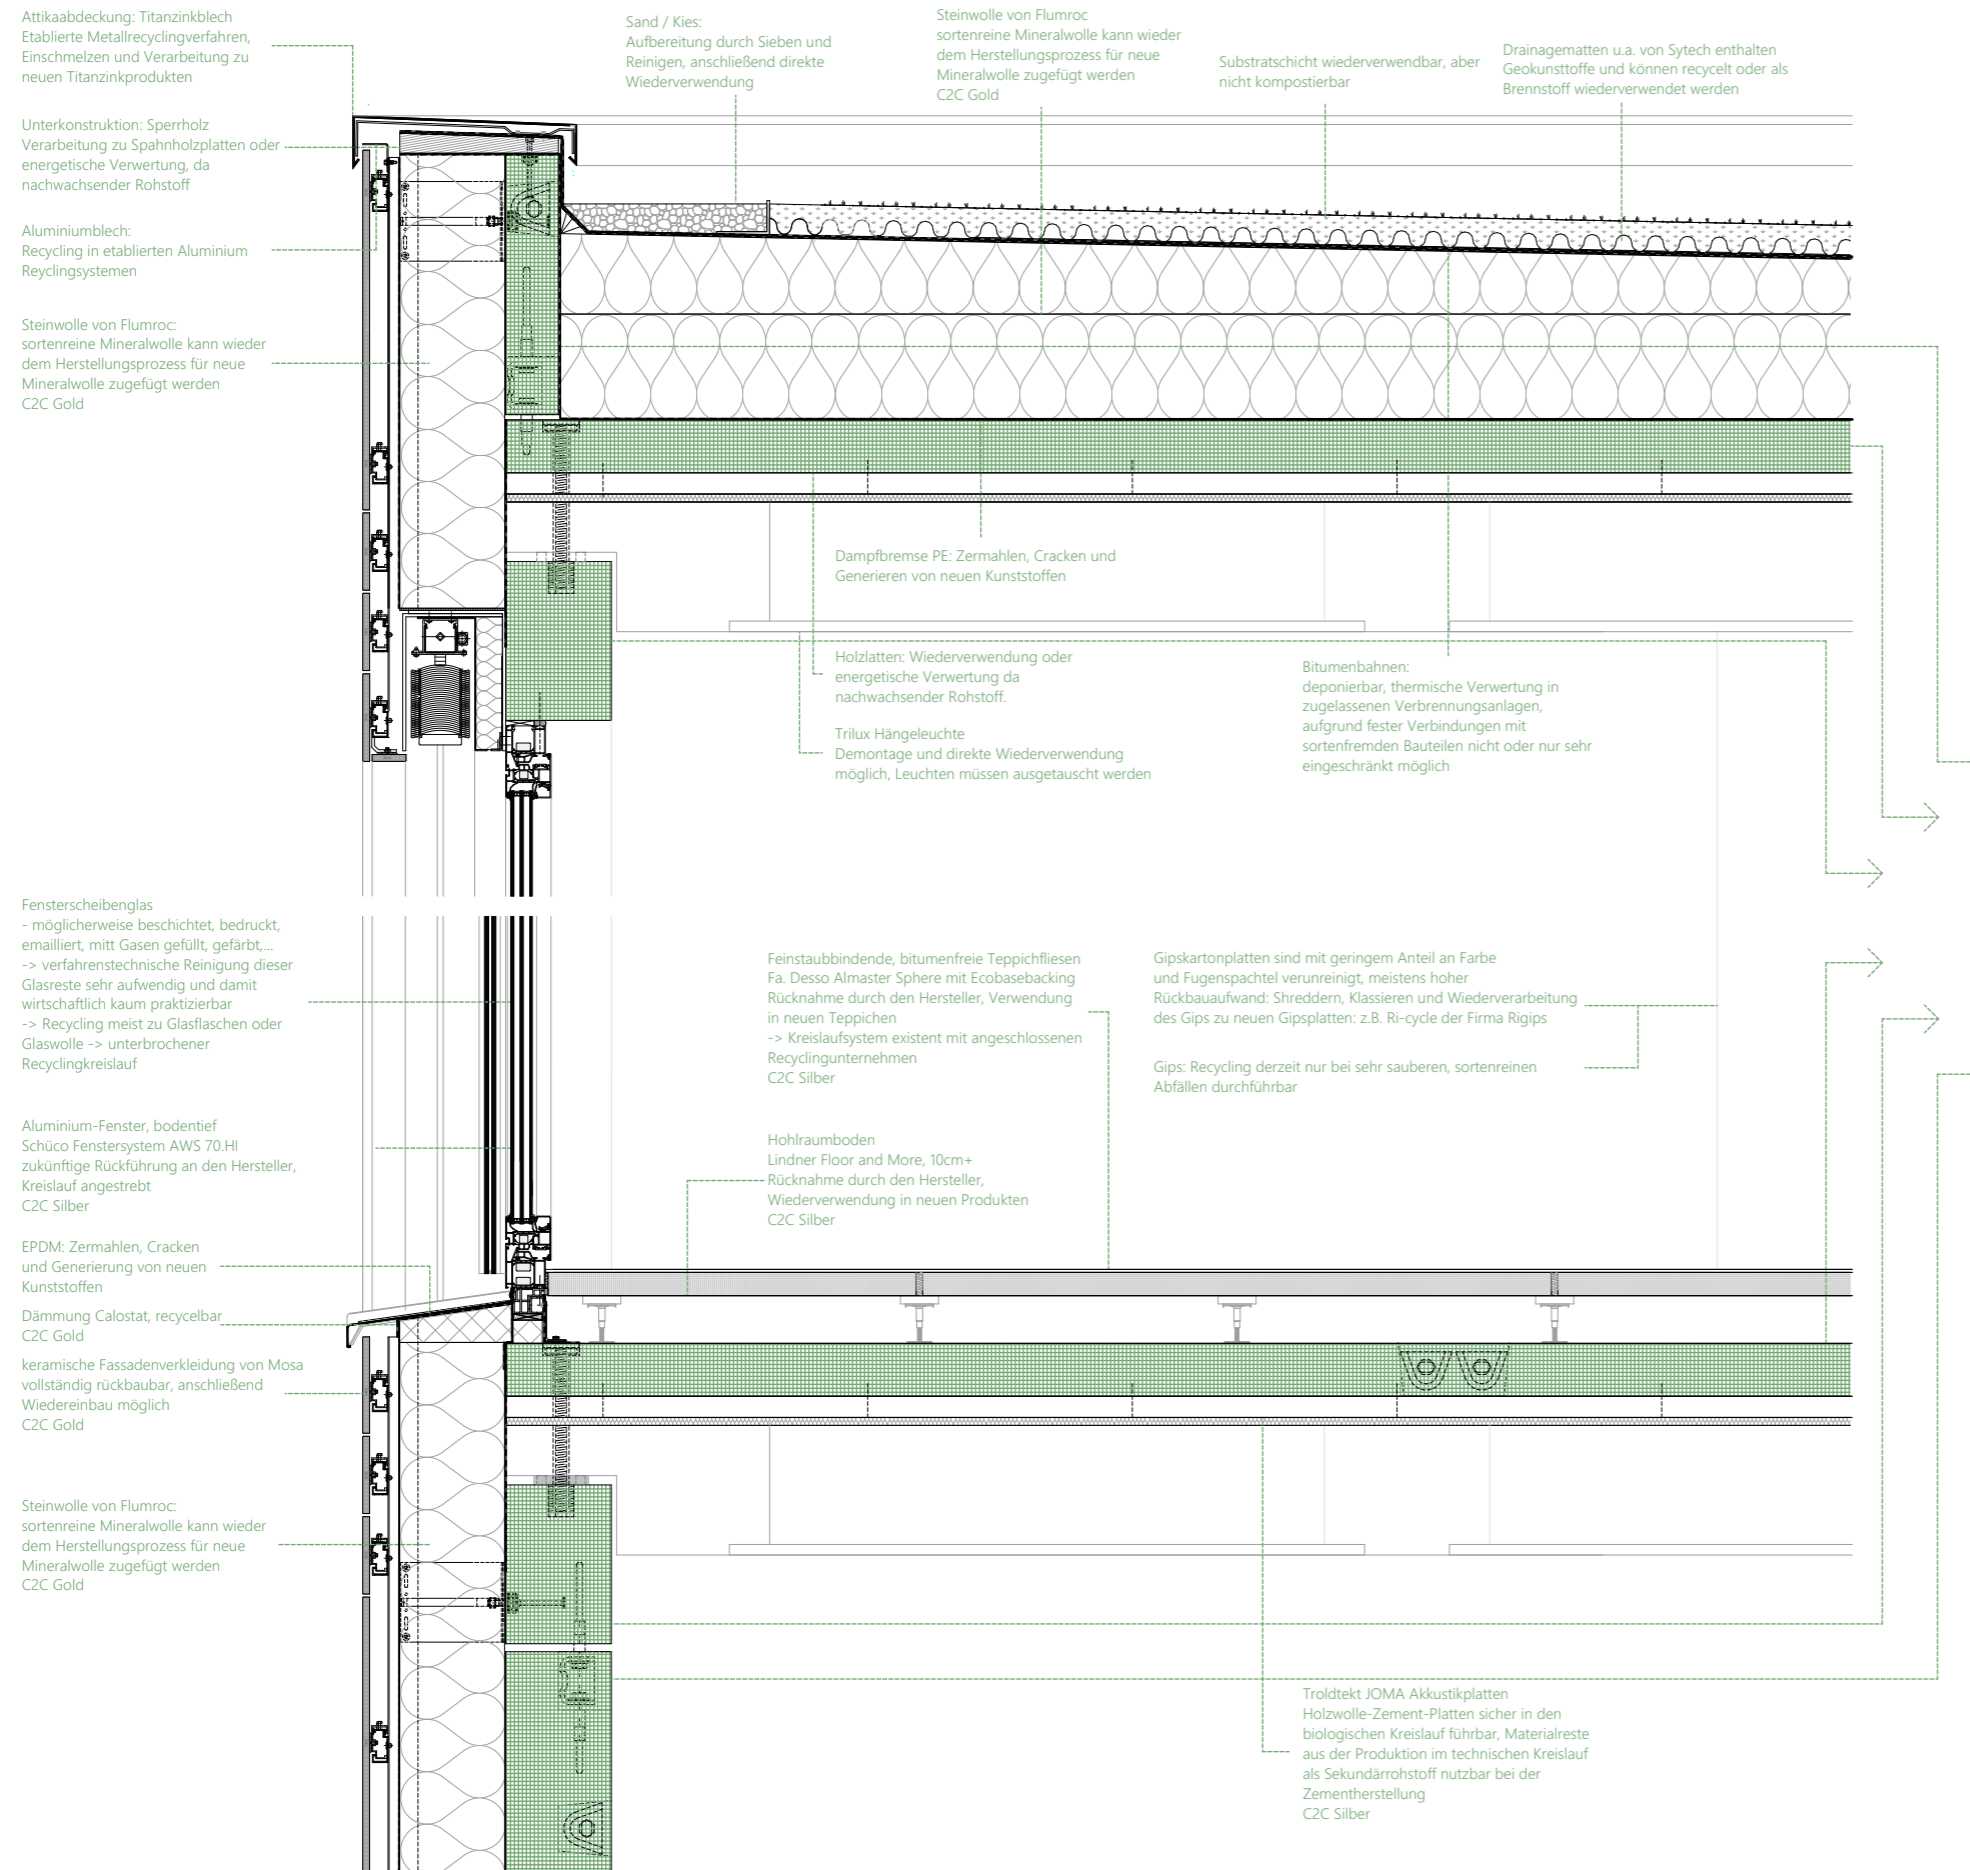 Attikaabdeckung: Titanzinkblech
Etablierte Metallrecyclingverfahren,
Einschmelzen und Verarbeitung zu
neuen Titanzinkprodukten
Unterkonstruktion: Sperrholz
Verarbeitung zu Spahnholzplatten oder
energetische Verwertung, da
nachwachsender Rohstoff
Aluminiumblech:
Recycling in etablierten Aluminium
Reyclingsystemen
Steinwolle von Flumroc:
sortenreine Mineralwolle kann wieder
dem Herstellungsprozess für neue
Mineralwolle zugefügt werden
C2C Gold
Sand / Kies:
Aufbereitung durch Sieben und
Reinigen, anschließend direkte
Wiederverwendung
Steinwolle von Flumroc
sortenreine Mineralwolle kann wieder
dem Herstellungsprozess für neue
Mineralwolle zugefügt werden
C2C Gold
Substratschicht wiederverwendbar, aber
nicht kompostierbar
Drainagematten u.a. von Sytech enthalten
Geokunsttoffe und können recycelt oder als
Brennstoff wiederverwendet werden
Dampfbremse PE: Zermahlen, Cracken und
Generieren von neuen Kunststoffen
Holzlatten: Wiederverwendung oder
energetische Verwertung da
nachwachsender Rohstoff.
Trilux Hängeleuchte
Demontage und direkte Wiederverwendung
möglich, Leuchten müssen ausgetauscht werden
Bitumenbahnen:
deponierbar, thermische Verwertung in
zugelassenen Verbrennungsanlagen,
aufgrund fester Verbindungen mit
sortenfremden Bauteilen nicht oder nur sehr
eingeschränkt möglich
Fensterscheibenglas
- möglicherweise beschichtet, bedruckt,
emailliert, mitt Gasen gefüllt, gefärbt,...
-> verfahrenstechnische Reinigung dieser
Glasreste sehr aufwendig und damit
wirtschaftlich kaum praktizierbar
-> Recycling meist zu Glasflaschen oder
Glaswolle -> unterbrochener
Recyclingkreislauf
Aluminium-Fenster, bodentief
Schüco Fenstersystem AWS 70.HI
zukünftige Rückführung an den Hersteller,
Kreislauf angestrebt
C2C Silber
EPDM: Zermahlen, Cracken
und Generierung von neuen
Kunststoffen
Dämmung Calostat, recycelbar
C2C Gold
keramische Fassadenverkleidung von Mosa
vollständig rückbaubar, anschließend
Wiedereinbau möglich
C2C Gold
Steinwolle von Flumroc:
sortenreine Mineralwolle kann wieder
dem Herstellungsprozess für neue
Mineralwolle zugefügt werden
C2C Gold
Feinstaubbindende, bitumenfreie Teppichfliesen
Fa. Desso Almaster Sphere mit Ecobasebacking
Rücknahme durch den Hersteller, Verwendung
in neuen Teppichen
-> Kreislaufsystem existent mit angeschlossenen
Recyclingunternehmen
C2C Silber
Hohlraumboden
Lindner Floor and More, 10cm+
Rücknahme durch den Hersteller,
Wiederverwendung in neuen Produkten
C2C Silber
Gipskartonplatten sind mit geringem Anteil an Farbe
und Fugenspachtel verunreinigt, meistens hoher
Rückbauaufwand: Shreddern, Klassieren und Wiederverarbeitung
des Gips zu neuen Gipsplatten: z.B. Ri-cycle der Firma Rigips
Gips: Recycling derzeit nur bei sehr sauberen, sortenreinen
Abfällen durchführbar
Troldtekt JOMA Akkustikplatten
Holzwolle-Zement-Platten sicher in den
biologischen Kreislauf führbar, Materialreste
aus der Produktion im technischen Kreislauf
als Sekundärrohstoff nutzbar bei der
Zementherstellung
C2C Silber